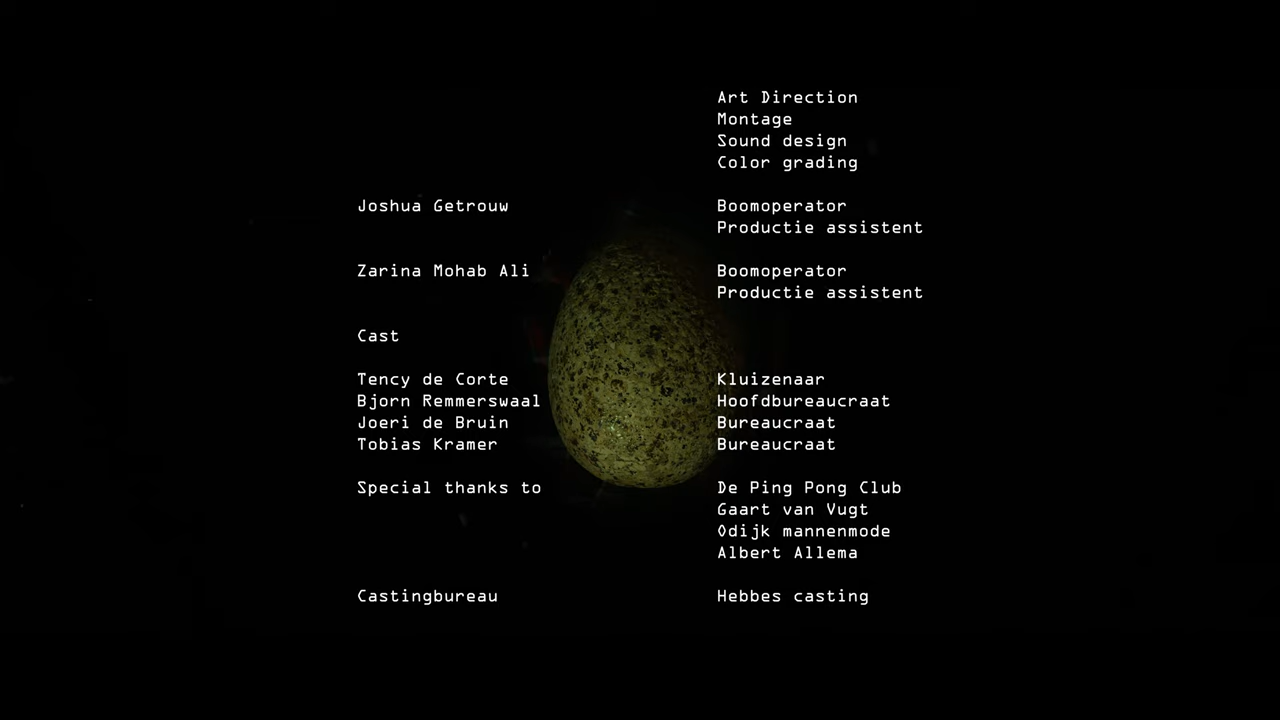 Art Direction
Montage
Sound design
Color grading
Joshua Getrouw Boomoperator
Productie assistent
Zarina Mohab Ali Boomoperator
Productie assistent
Cast
Tency de Corte Kluizenaar
Bjorn Remmerswaal Hoofdbureaucraat
Joeri de Bruin Bureaucraat
Tobias Kramer Bureaucraat
Special thanks to De Ping Pong Club
Gaart van Vugt
Odijk mannenmode
Albert Allema
Castingbureau Hebbes casting